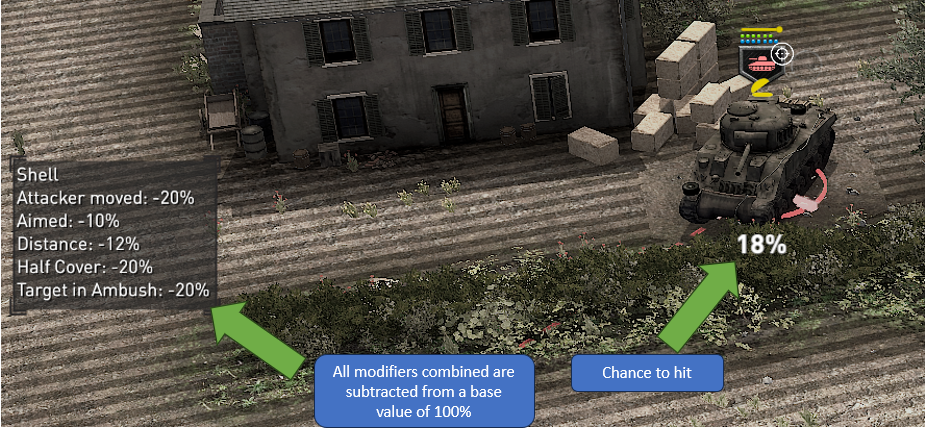 Shell
Attacker moved: -20%
Aimed: -10%
Distance: -12%
Half Cover: -20%
Target in Ambush: -20%
18%
All modifiers combined are
subtracted from a base
value of 100%
Chance to hit